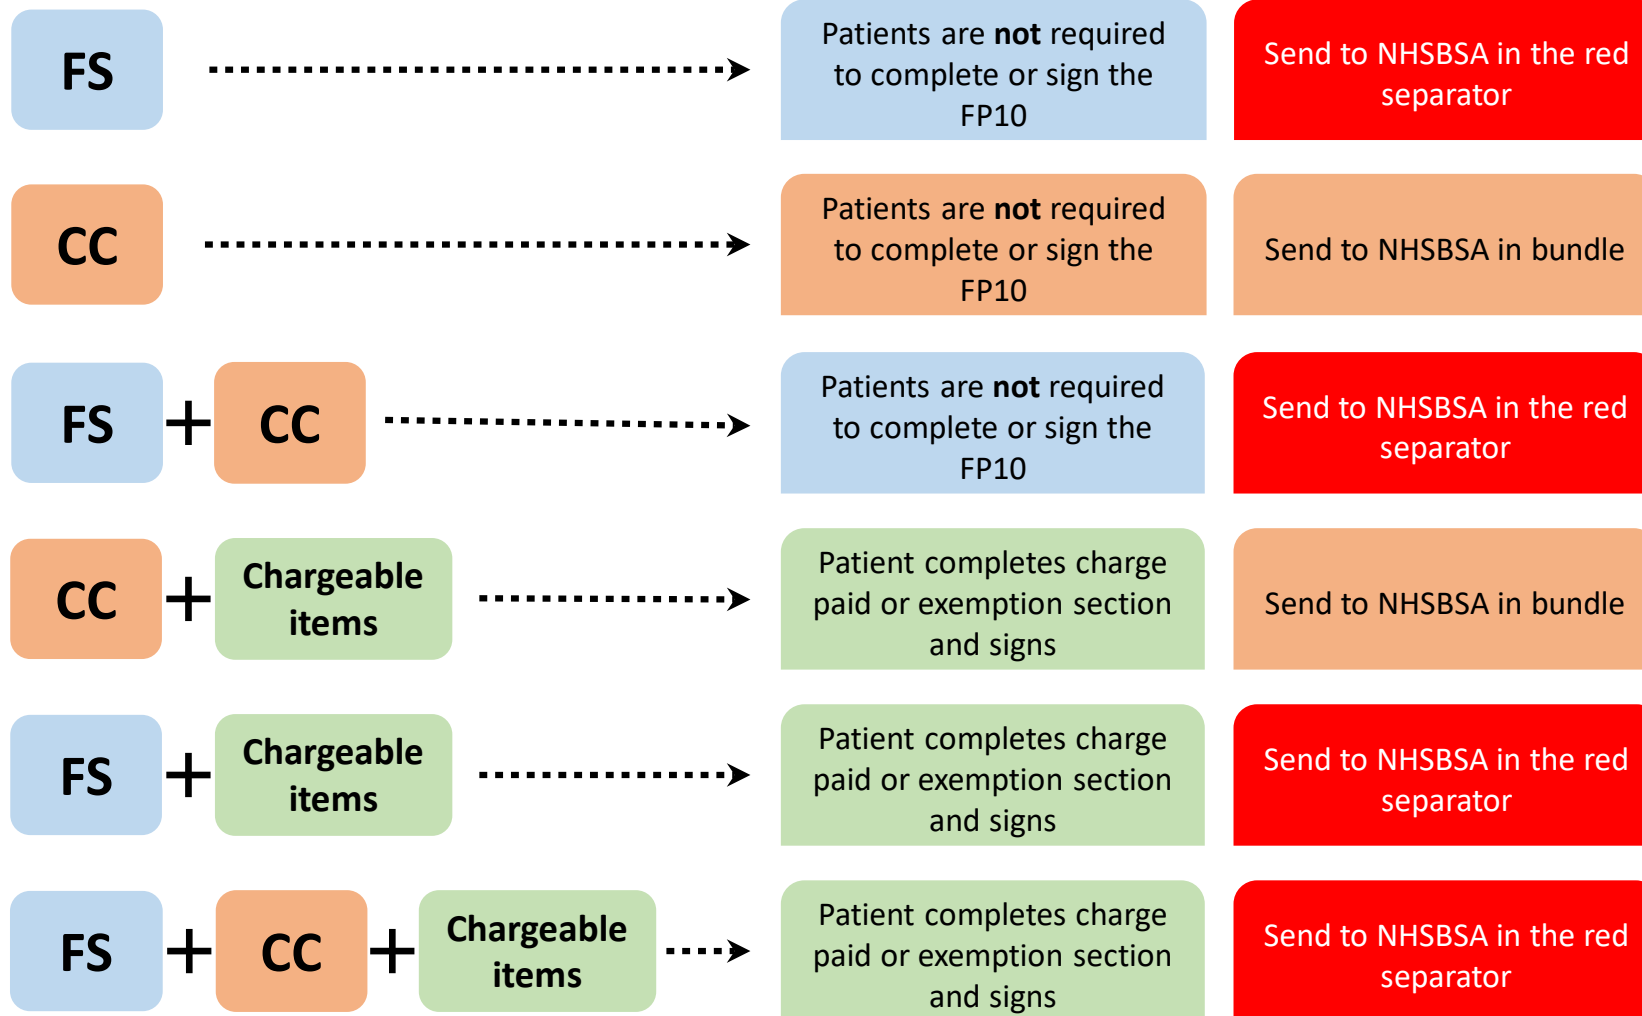 FS
Patients are not required
to complete or sign the
FP10
Send to NHSBSA in the red
separator
CC
Patients are not required
to complete or sign the
FP10
Send to NHSBSA in bundle
FS + CC
Patients are not required
to complete or sign the
FP10
Send to NHSBSA in the red
separator
CC + Chargeable
items
Patient completes charge
paid or exemption section
and signs
Send to NHSBSA in bundle
FS + Chargeable
items
Patient completes charge
paid or exemption section
and signs
Send to NHSBSA in the red
separator
FS + CC + Chargeable
items
Patient completes charge
paid or exemption section
and signs
Send to NHSBSA in the red
separator